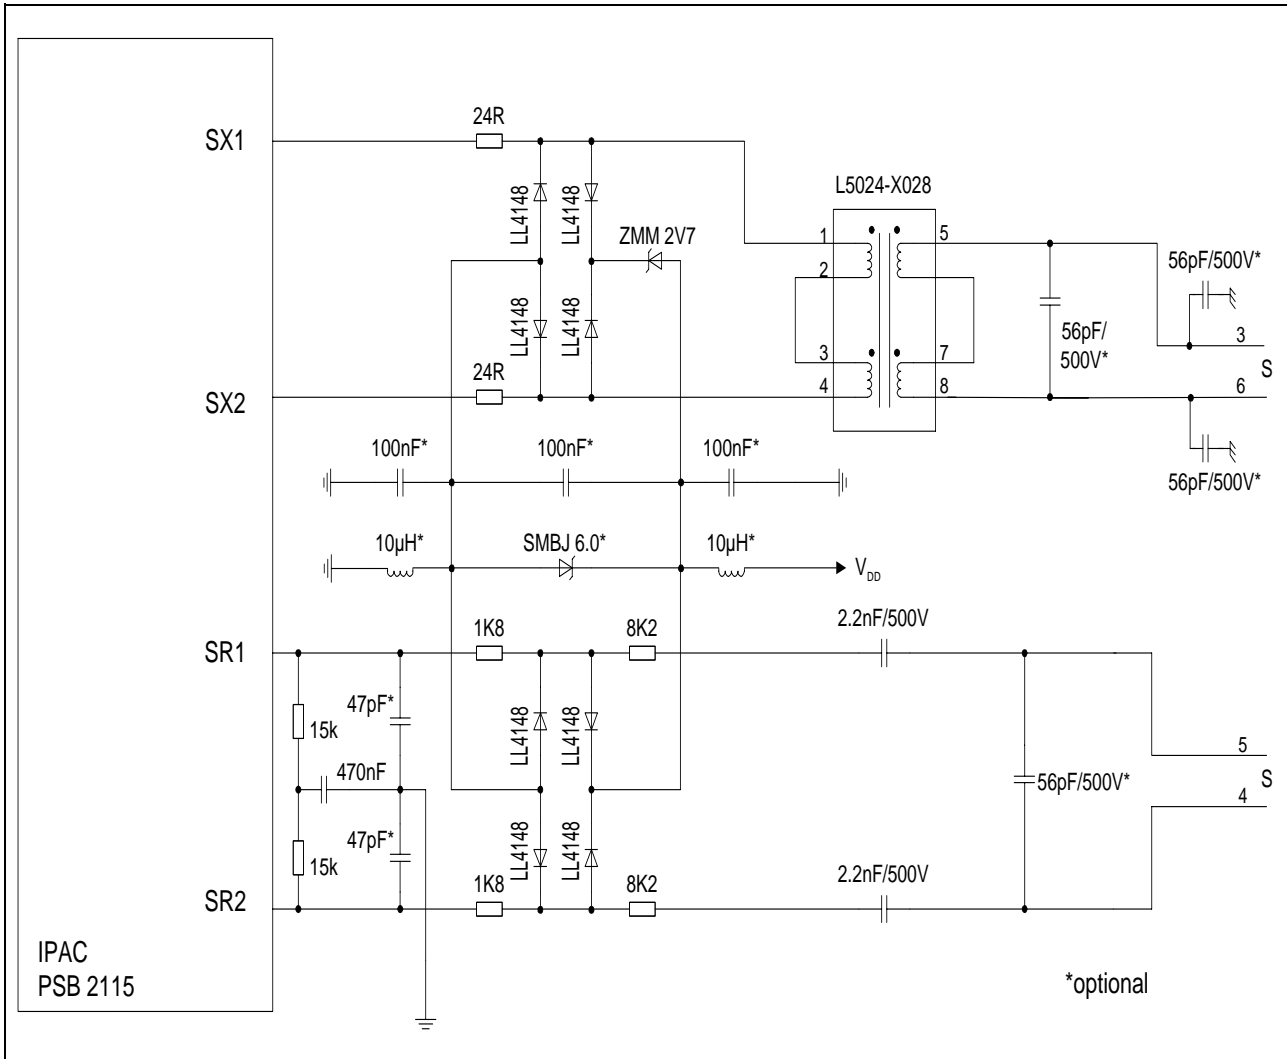 24R
SX1
L5024-X028
LL4148
LL4148
ZMM 2V7
1
5
56pF/500V*
2
56pF/
500V*
LL4148
LL4148
3
7
3
24R
4
8
S
6
SX2
100nF*
100nF*
100nF*
56pF/500V*
10µH*
SMBJ 6.0*
10µH*
VDD
2.2nF/500V
1K8
8K2
SR1
47pF*
15k
LL4148
LL4148
5
470nF
56pF/500V*
S
4
47pF*
15k
LL4148
LL4148
2.2nF/500V
1K8
8K2
SR2
IPAC
PSB 2115
*optional